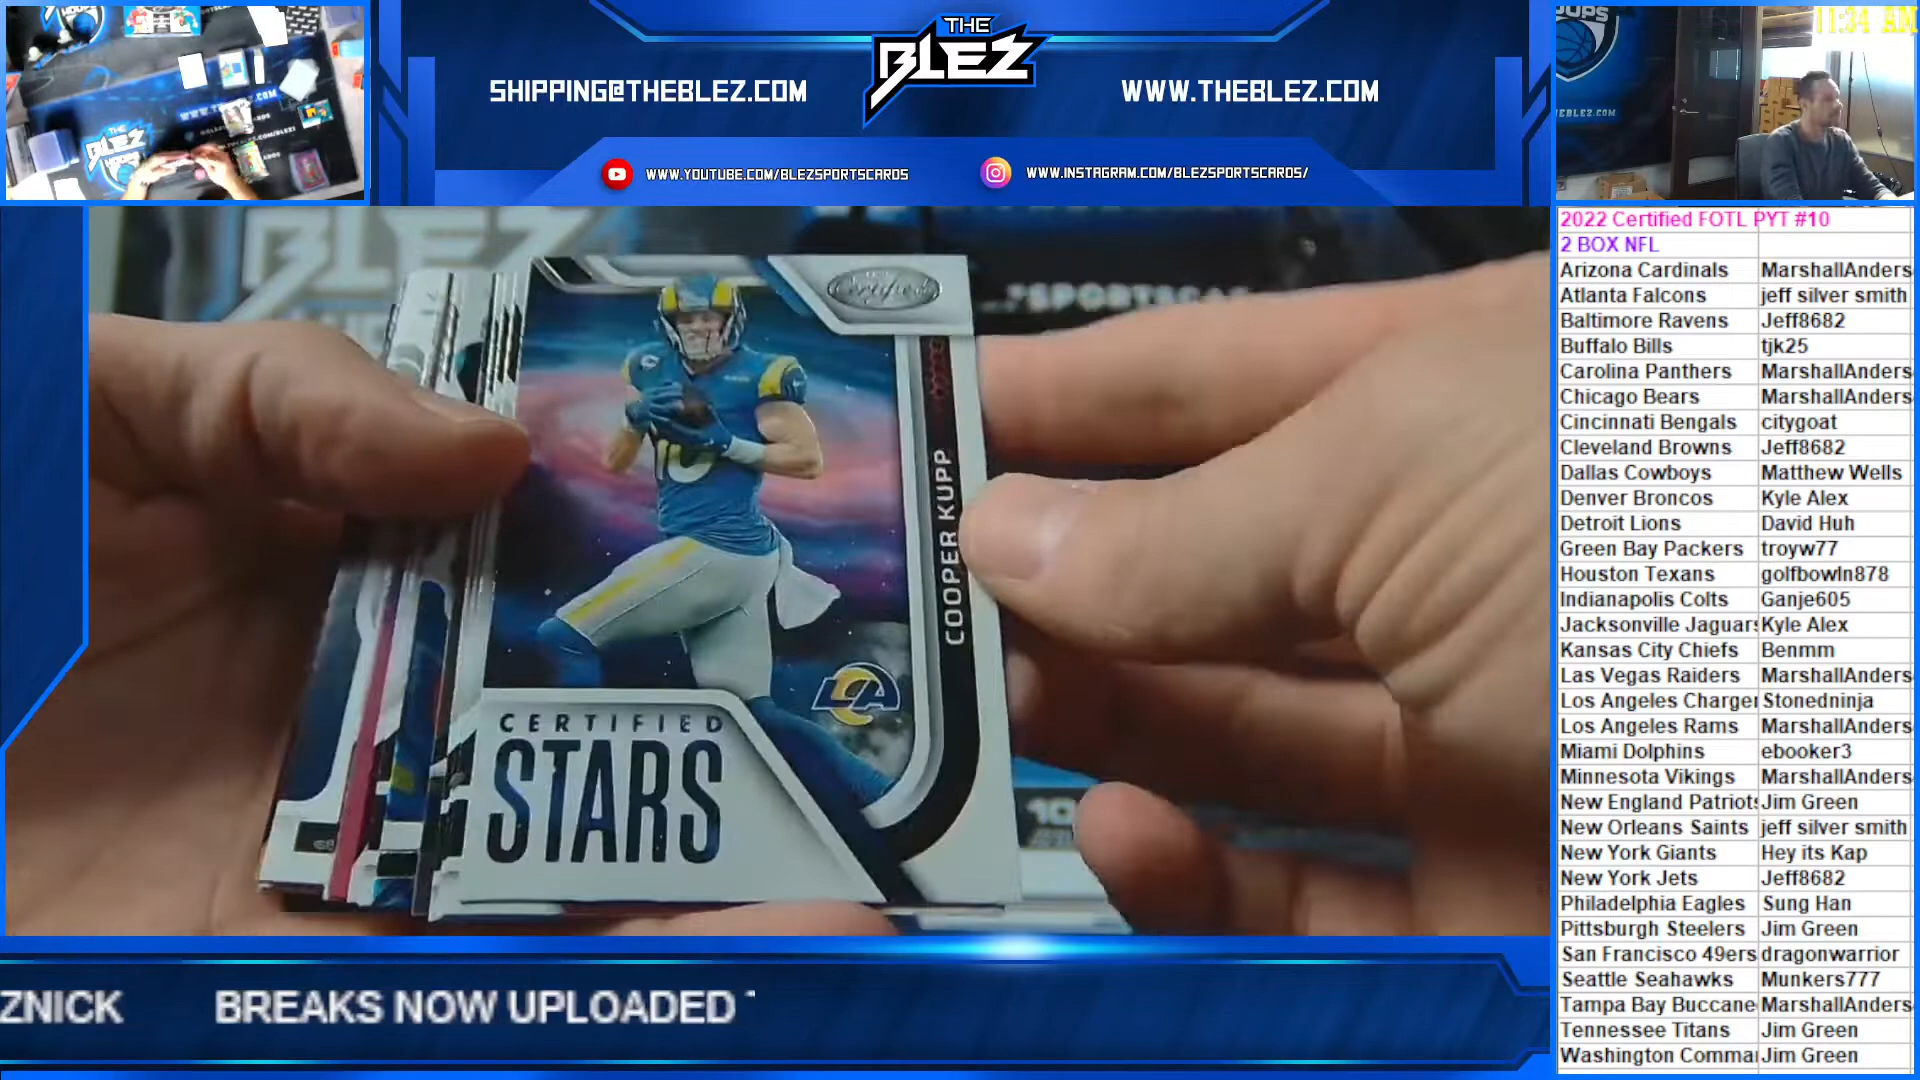 THE
BLEZ
SHIPPING@THEBLEZ.COM
WWW.THEBLEZ.COM
WWW.YOUTUBE.COM/BLEZSPORTSCARDS
WWW.INSTAGRAM.COM/BLEZSPORTSCARDS/
11:34 AM
2022 Certified FOTL PYT #10
2 BOX NFL
Arizona Cardinals MarshallAnders
Atlanta Falcons jeff silver smith
Baltimore Ravens Jeff8682
Buffalo Bills tjk25
Carolina Panthers MarshallAnders
Chicago Bears MarshallAnders
Cincinnati Bengals citygoat
Cleveland Browns Jeff8682
Dallas Cowboys Matthew Wells
Denver Broncos Kyle Alex
Detroit Lions David Huh
Green Bay Packers troyw77
Houston Texans golfbowln878
Indianapolis Colts Ganje605
Jacksonville Jaguars Kyle Alex
Kansas City Chiefs Benmm
Las Vegas Raiders MarshallAnders
Los Angeles Charger Stonedninja
Los Angeles Rams MarshallAnders
Miami Dolphins ebooker3
Minnesota Vikings MarshallAnders
New England Patriots Jim Green
New Orleans Saints jeff silver smith
New York Giants Hey its Kap
New York Jets Jeff8682
Philadelphia Eagles Sung Han
Pittsburgh Steelers Jim Green
San Francisco 49ers dragonwarrior
Seattle Seahawks Munkers777
Tampa Bay Buccane MarshallAnders
Tennessee Titans Jim Green
Washington Comma Jim Green
BLEZ
Certified
COOPER KUPP
LA
CERTIFIED
STARS
10
ZNICK BREAKS NOW UPLOADED